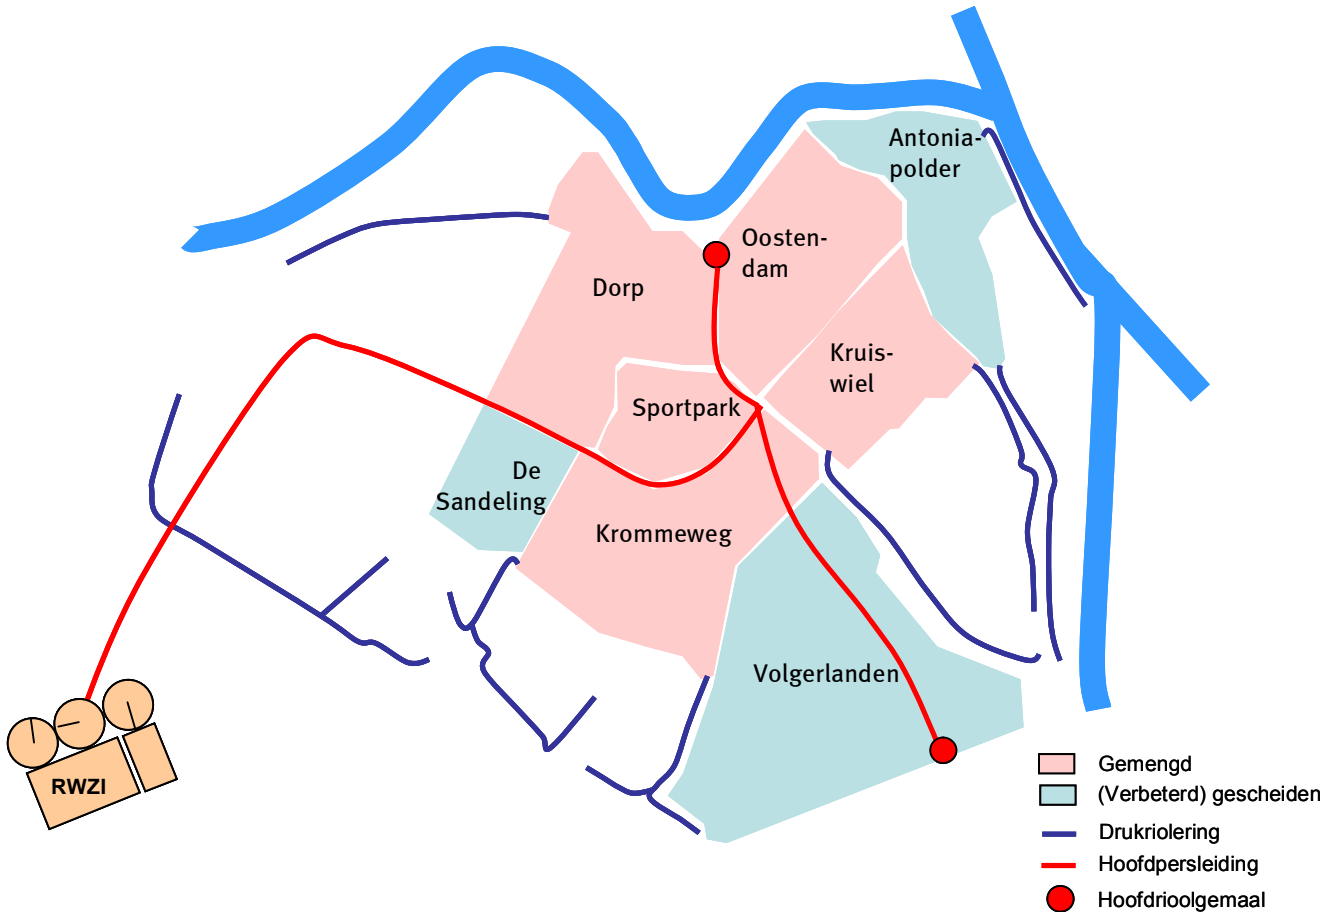 Antonia-
polder
Oosten-
dam
Dorp
Kruis-
wiel
Sportpark
De
Sandeling
Krommeweg
Volgerlanden
RWZI
Gemengd
(Verbeterd) gescheiden
Drukriolering
Hoofdpersleiding
Hoofdrioolgemaal